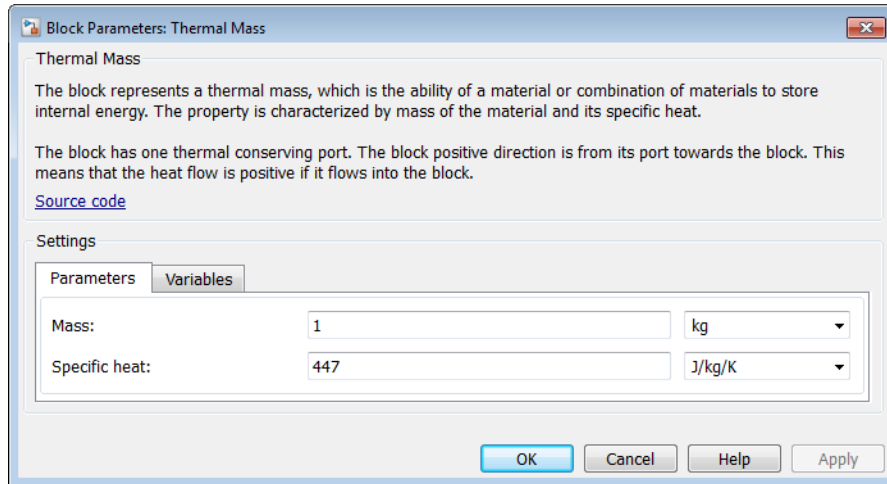 Block Parameters: Thermal Mass
Thermal Mass
The block represents a thermal mass, which is the ability of a material or combination of materials to store
internal energy. The property is characterized by mass of the material and its specific heat.
The block has one thermal conserving port. The block positive direction is from its port towards the block. This
means that the heat flow is positive if it flows into the block.
Source code
Settings
Parameters Variables
Mass: 1 kg
Specific heat: 447 J/kg/K
OK Cancel Help Apply